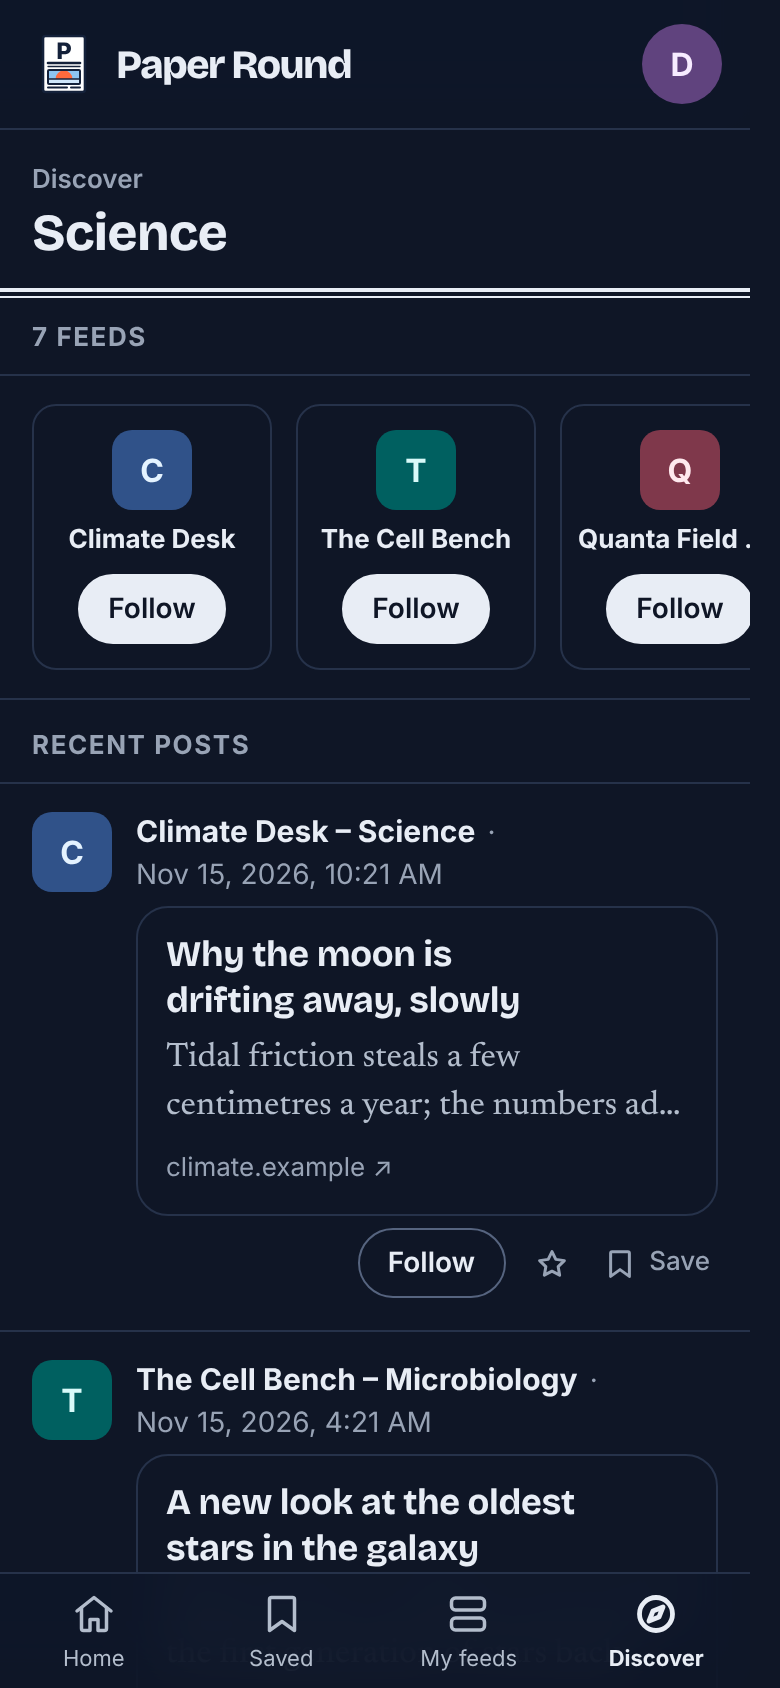 P
Paper Round
D
Discover
Science
7 FEEDS
C
T
Q
Climate Desk
The Cell Bench
Quanta Field .
Follow
Follow
Follow
RECENT POSTS
C
Climate Desk – Science ·
Nov 15, 2026, 10:21 AM
Why the moon is
drifting away, slowly
Tidal friction steals a few
centimetres a year; the numbers ad...
climate.example ↗
Follow
Save
T
The Cell Bench – Microbiology ·
Nov 15, 2026, 4:21 AM
A new look at the oldest
stars in the galaxy
Home
Saved
My feeds
Discover